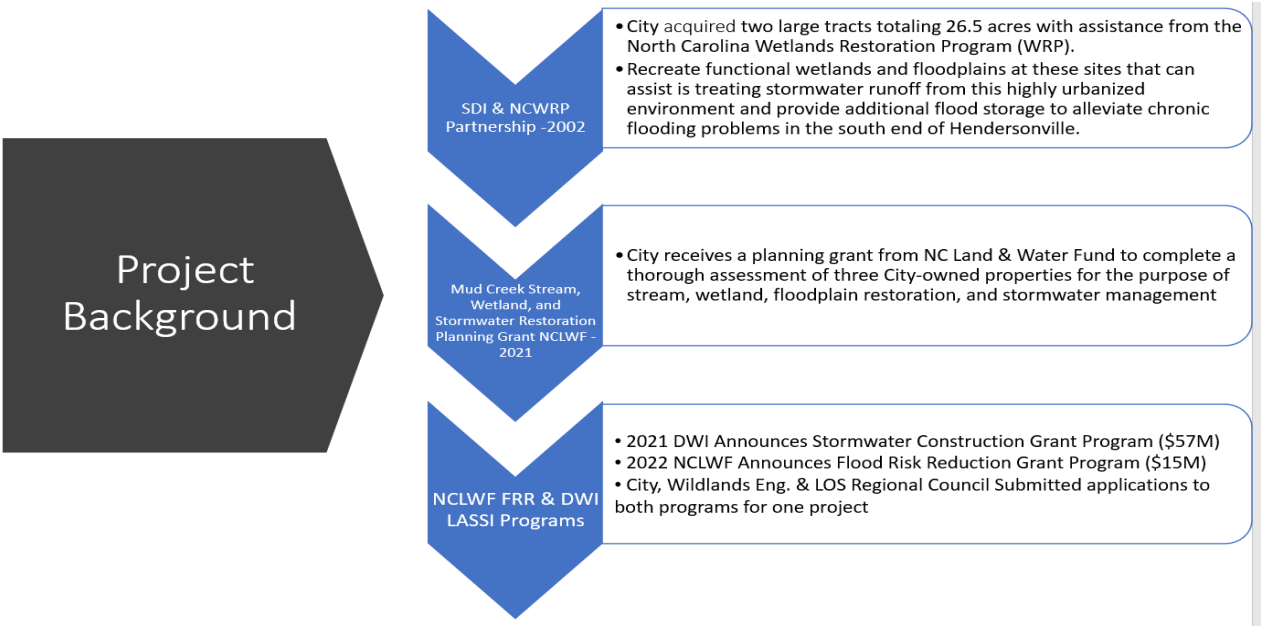 Project
Background
SDI & NCWRP
Partnership -2002
•City acquired two large tracts totaling 26.5 acres with assistance from the
North Carolina Wetlands Restoration Program (WRP).
•Recreate functional wetlands and floodplains at these sites that can
assist is treating stormwater runoff from this highly urbanized
environment and provide additional flood storage to alleviate chronic
flooding problems in the south end of Hendersonville.
Mud Creek Stream,
Wetland, and
Stormwater Restoration
Planning Grant NCLWF -
2021
•City receives a planning grant from NC Land & Water Fund to complete a
thorough assessment of three City-owned properties for the purpose of
stream, wetland, floodplain restoration, and stormwater management
NCLWF FRR & DWI
LASSI Programs
• 2021 DWI Announces Stormwater Construction Grant Program ($57M)
• 2022 NCLWF Announces Flood Risk Reduction Grant Program ($15M)
• City, Wildlands Eng. & LOS Regional Council Submitted applications to
both programs for one project